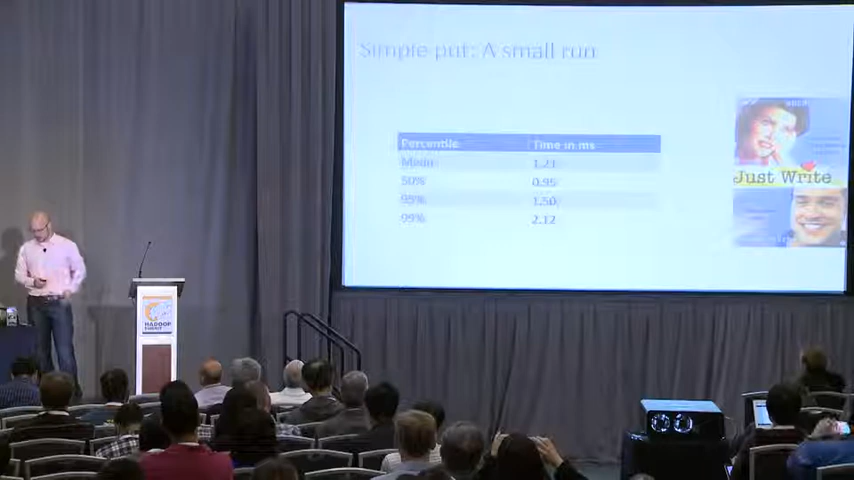 Simple put: A small run
Percentile Time in ms
Mean 1.21
50% 0.95
95% 1.50
99% 2.12
Just Write
HADOOP
SUMMIT